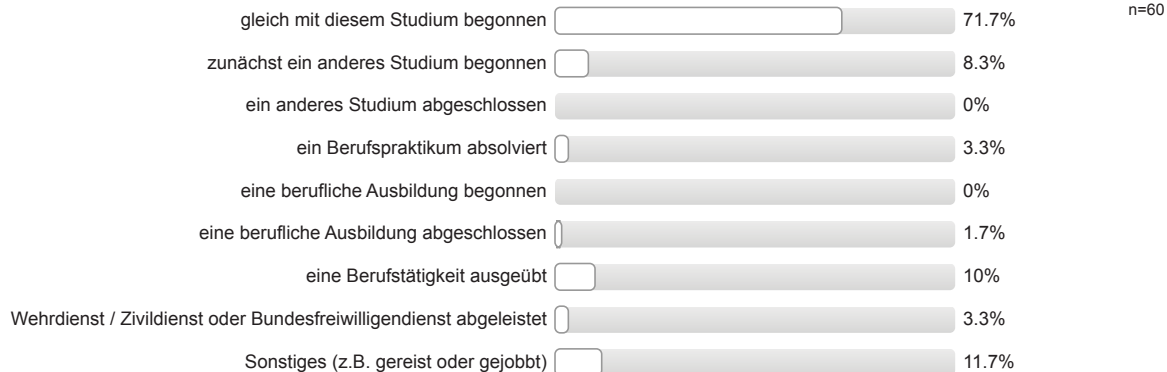 gleich mit diesem Studium begonnen 71.7% n=60
zunächst ein anderes Studium begonnen 8.3%
ein anderes Studium abgeschlossen 0%
ein Berufspraktikum absolviert 3.3%
eine berufliche Ausbildung begonnen 0%
eine berufliche Ausbildung abgeschlossen 1.7%
eine Berufstätigkeit ausgeübt 10%
Wehrdienst / Zivildienst oder Bundesfreiwilligendienst abgeleistet 3.3%
Sonstiges (z.B. gereist oder gejobbt) 11.7%